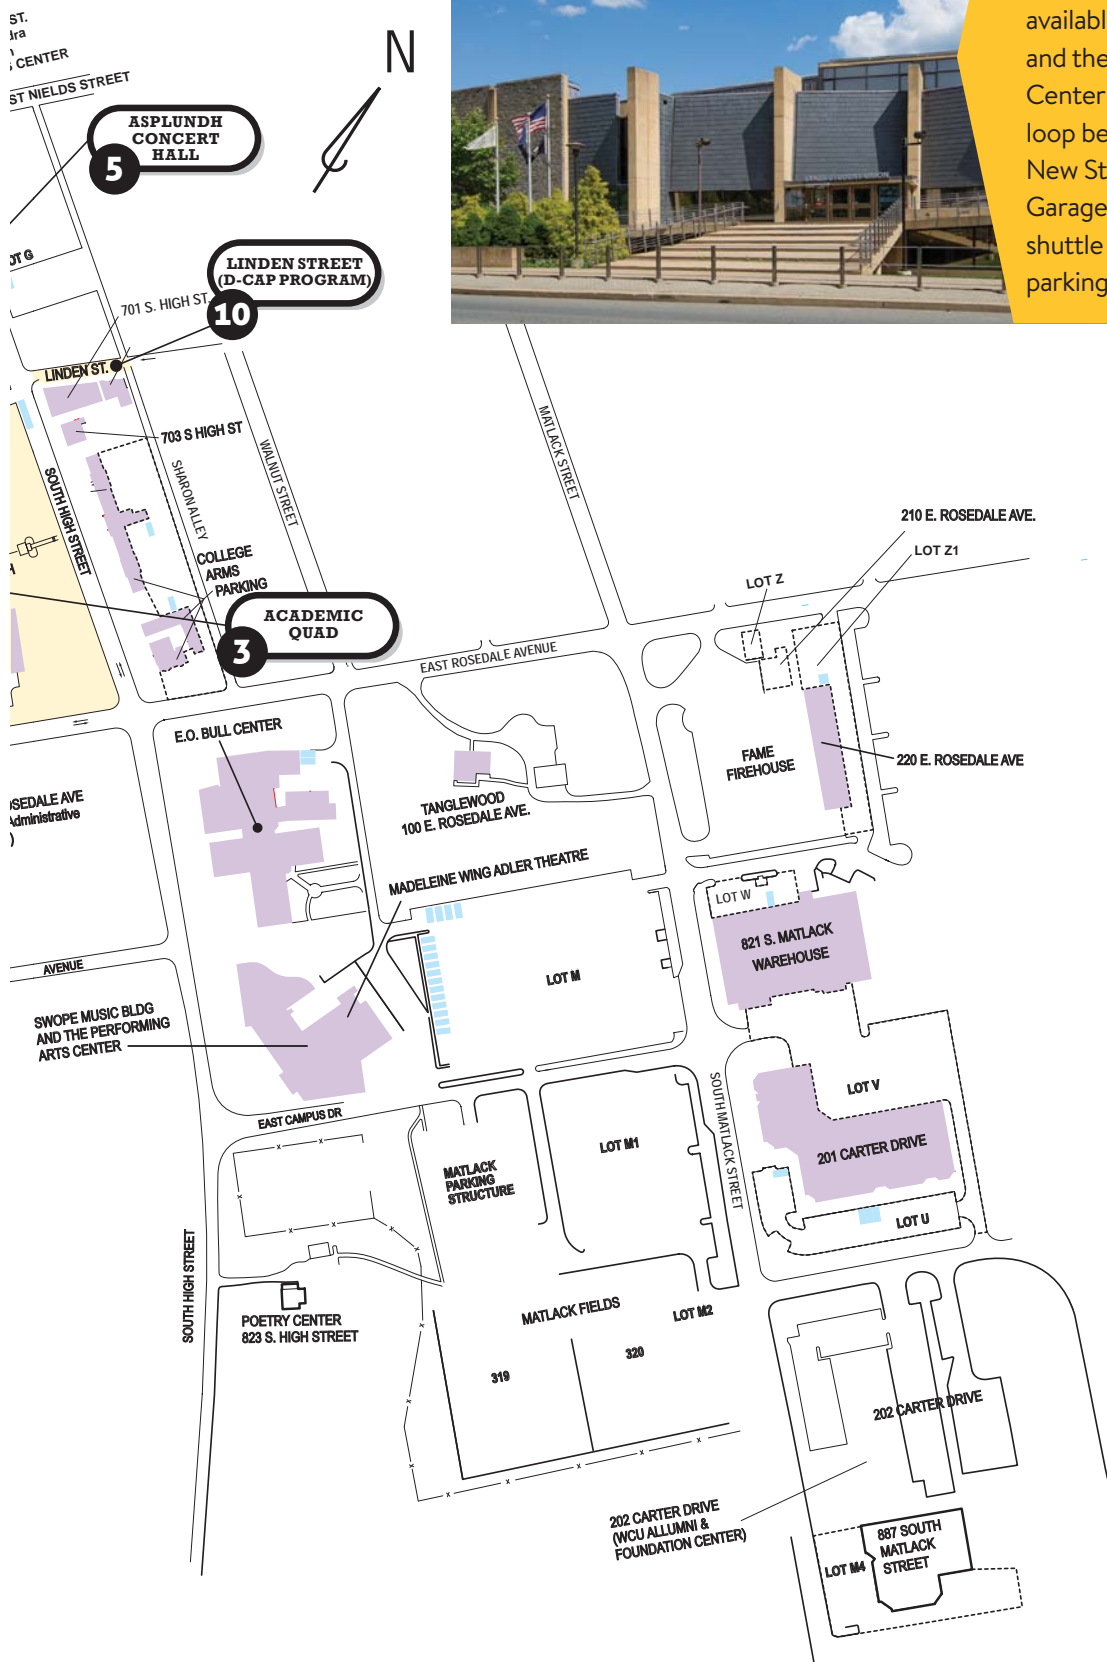 ST.
CENTER
ST NIELDS STREET
N
ASPLUNDH
CONCERT
HALL
5
availabl
and the
Center
loop be
New St
Garage
shuttle
parking
OT G
LINDEN STREET
(D-CAP PROGRAM)
10
701 S. HIGH ST.
LINDEN ST.
703 S HIGH ST
WALNUT STREET
MATLACK STREET
SOUTH HIGH STREET
SHARON ALLEY
210 E. ROSEDALE AVE.
LOT Z1
LOT Z
COLLEGE
ARMS
PARKING
ACADEMIC
QUAD
3
EAST ROSEDALE AVENUE
E.O. BULL CENTER
FAME
FIREHOUSE
220 E. ROSEDALE AVE
TANGLEWOOD
100 E. ROSEDALE AVE.
OSEDALE AVE
Administrative
)
MADELEINE WING ADLER THEATRE
LOT W
821 S. MATLACK
WAREHOUSE
AVENUE
LOT M
SWOPE MUSIC BLDG
AND THE PERFORMING
ARTS CENTER
LOT V
SOUTH MATLACK STREET
EAST CAMPUS DR
LOT M1
201 CARTER DRIVE
MATLACK
PARKING
STRUCTURE
LOT U
SOUTH HIGH STREET
POETRY CENTER
823 S. HIGH STREET
MATLACK FIELDS
LOT M2
319
320
202 CARTER DRIVE
202 CARTER DRIVE
(WCU ALLUMNI &
FOUNDATION CENTER)
887 SOUTH
MATLACK
STREET
LOT M4